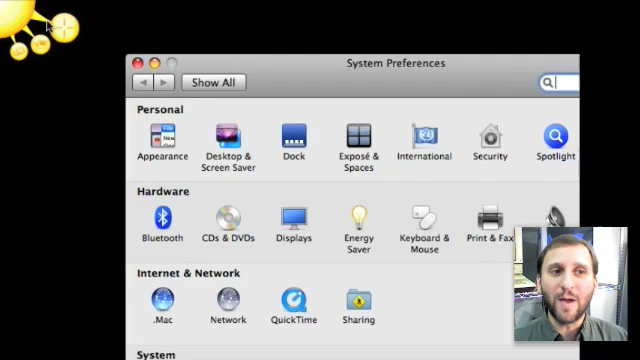 System Preferences
Show All
Personal
Appearance Desktop & Screen Saver Dock Exposé & Spaces International Security Spotlight
Hardware
Bluetooth CDs & DVDs Displays Energy Saver Keyboard & Mouse Print & Fax
Internet & Network
.Mac Network QuickTime Sharing
System